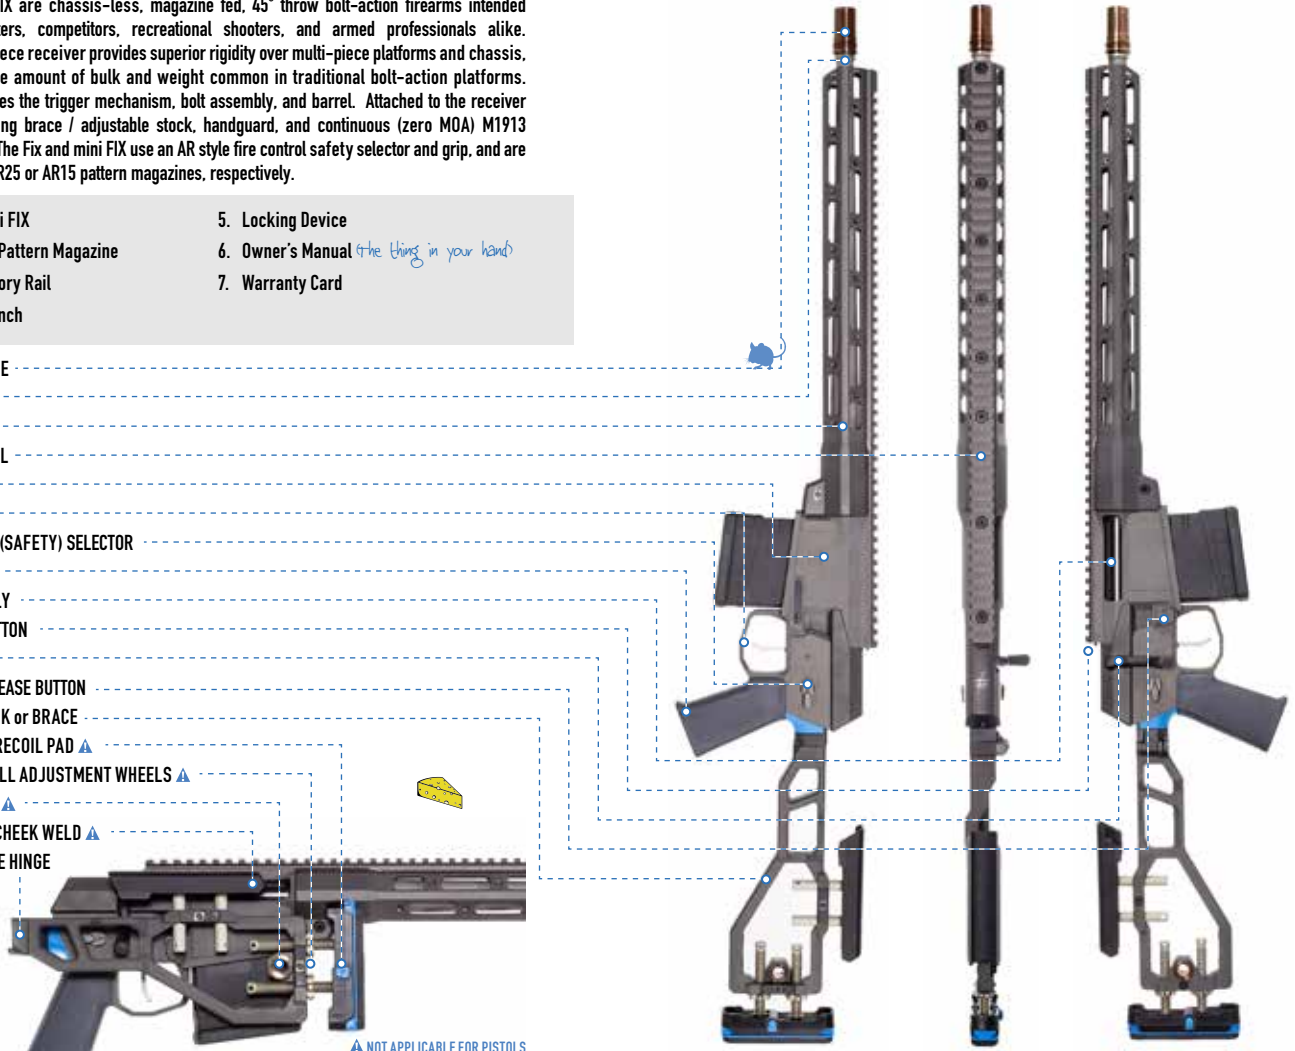 IX are chassis-less, magazine fed, 45° throw bolt-action firearms intended
ters, competitors, recreational shooters, and armed professionals alike.
iece receiver provides superior rigidity over multi-piece platforms and chassis,
e amount of bulk and weight common in traditional bolt-action platforms.
es the trigger mechanism, bolt assembly, and barrel. Attached to the receiver
ng brace / adjustable stock, handguard, and continuous (zero MOA) M1913
The Fix and mini FIX use an AR style fire control safety selector and grip, and are
R25 or AR15 pattern magazines, respectively.
i FIX
Pattern Magazine
ory Rail
nch
5. Locking Device
6. Owner's Manual (the thing in your hand)
7. Warranty Card
E
L
(SAFETY) SELECTOR
LY
TTON
EASE BUTTON
K or BRACE
RECOIL PAD
LL ADJUSTMENT WHEELS
CHEEK WELD
E HINGE
NOT APPLICABLE FOR PISTOLS